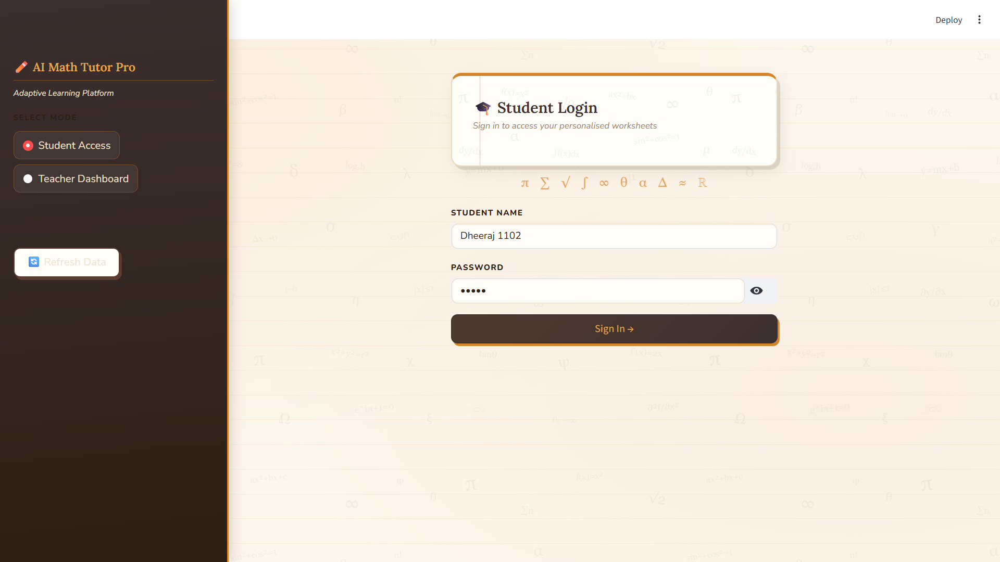 Deploy
AI Math Tutor Pro
Adaptive Learning Platform
SELECT MODE
Student Access
Teacher Dashboard
Refresh Data
Student Login
Sign in to access your personalised worksheets
π ∑ √ ∫ ∞ θ α Δ ≈ ℝ
STUDENT NAME
Dheeraj 1102
PASSWORD
•••••
Sign In →